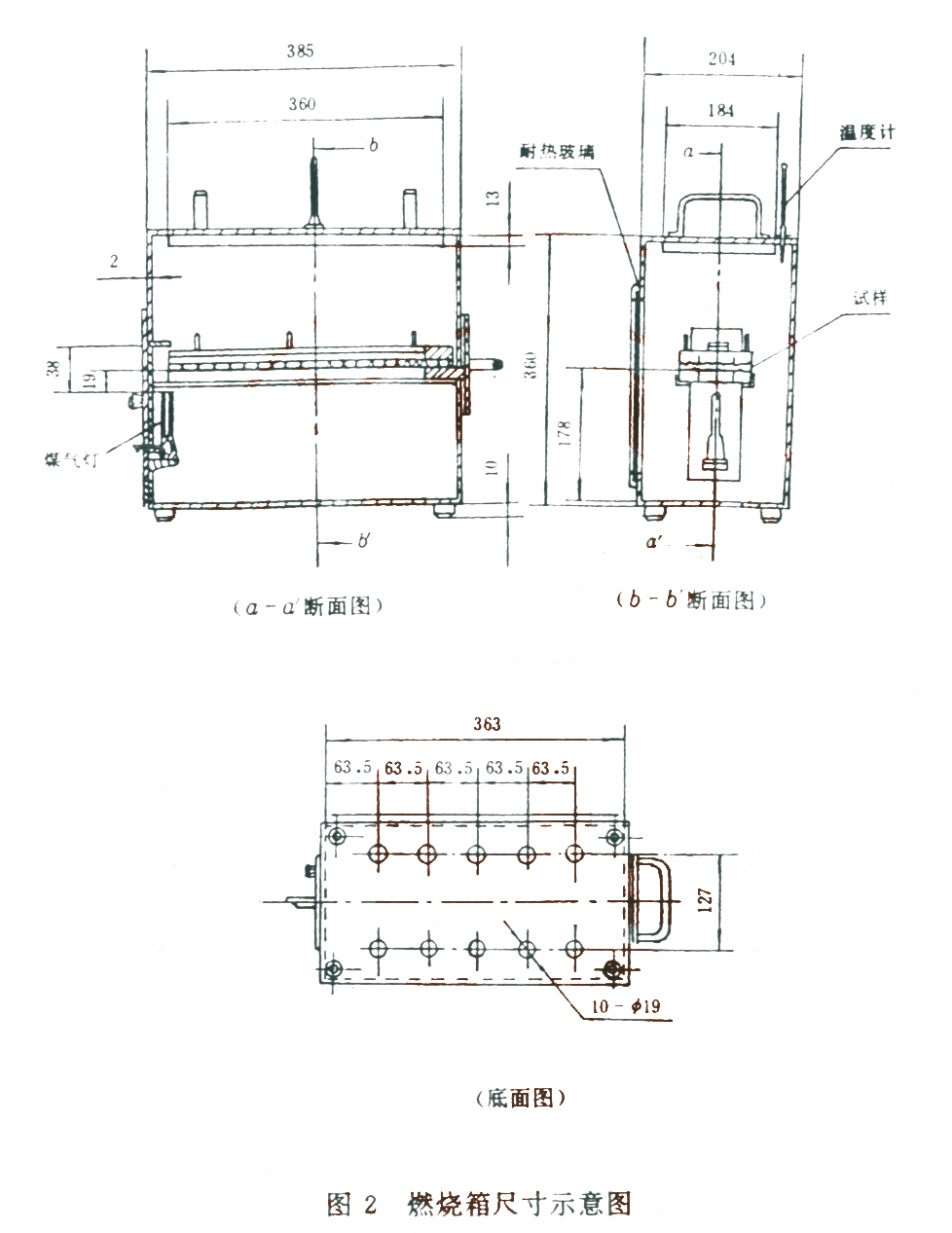 385
204
360
184
b
a
温度计
耐热玻璃
13
2
试样
38
19
360
178
煤气灯
10
b'
a'
(a-a'断面图)
(b-b'断面图)
363
63.5 63.5 63.5 63.5 63.5
127
10-φ19
(底面图)
图 2 燃烧箱尺寸示意图